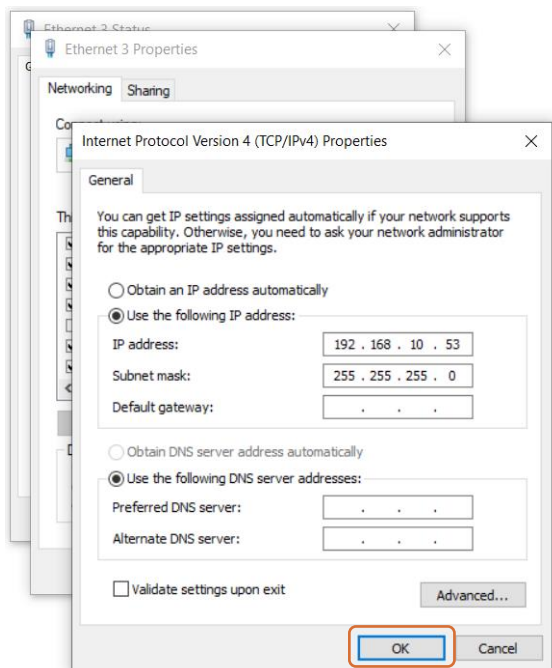 Ethernet 3 Status
Ethernet 3 Properties
Networking Sharing
Internet Protocol Version 4 (TCP/IPv4) Properties
General
You can get IP settings assigned automatically if your network supports
this capability. Otherwise, you need to ask your network administrator
for the appropriate IP settings.
Obtain an IP address automatically
Use the following IP address:
IP address: 192 . 168 . 10 . 53
Subnet mask: 255 . 255 . 255 . 0
Default gateway: . . .
Obtain DNS server address automatically
Use the following DNS server addresses:
Preferred DNS server: . . .
Alternate DNS server: . . .
Validate settings upon exit
Advanced...
OK Cancel